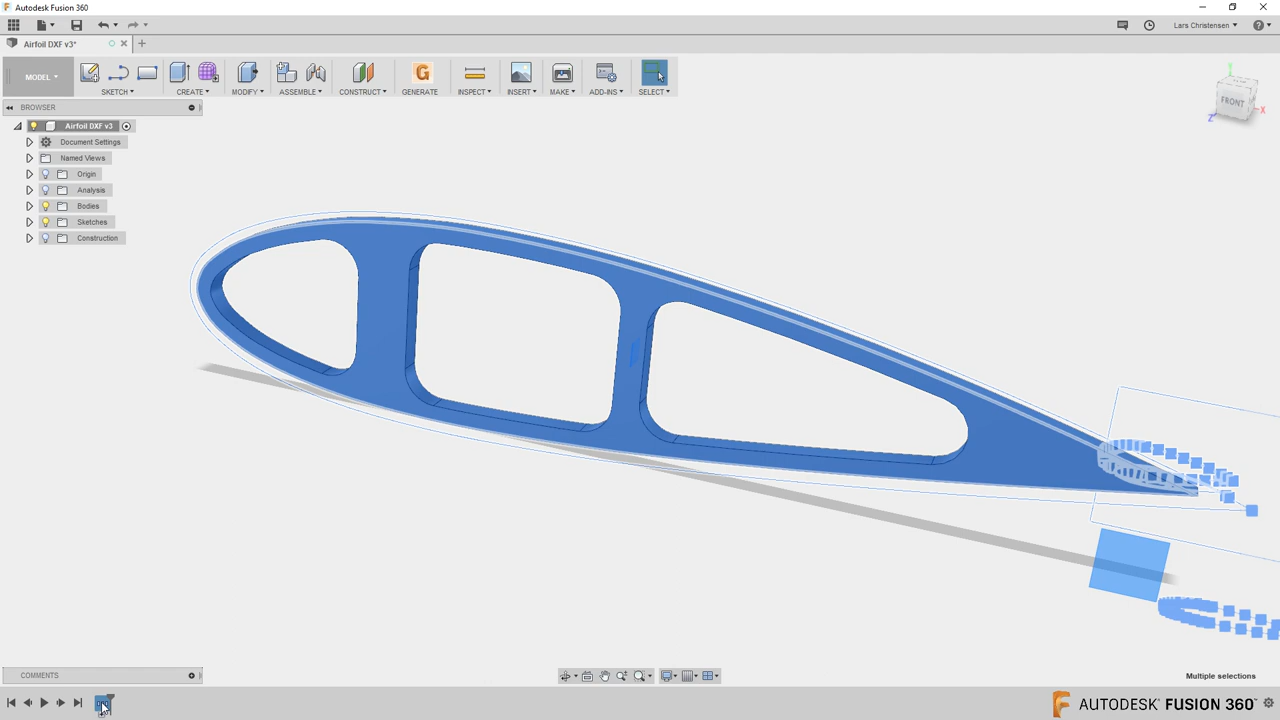 Autodesk Fusion 360
Lars Christensen
Airfoil DXF v3*
MODEL
SKETCH
CREATE
MODIFY
ASSEMBLE
CONSTRUCT
GENERATE
INSPECT
INSERT
MAKE
ADD-INS
SELECT
FRONT
X
Z
BROWSER
Airfoil DXF v3
Document Settings
Named Views
Origin
Analysis
Bodies
Sketches
Construction
COMMENTS
Multiple selections
AUTODESK FUSION 360™